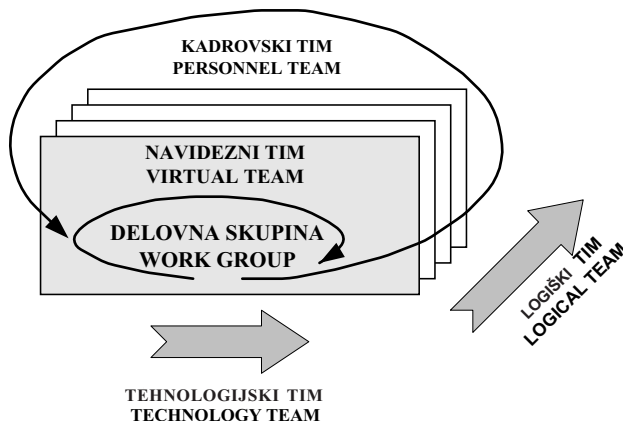 KADROVSKI TIM
PERSONNEL TEAM
NAVIDEZNI TIM
VIRTUAL TEAM
DELOVNA SKUPINA
WORK GROUP
LOGIŠKI TIM
LOGICAL TEAM
TEHNOLOGIJSKI TIM
TECHNOLOGY TEAM